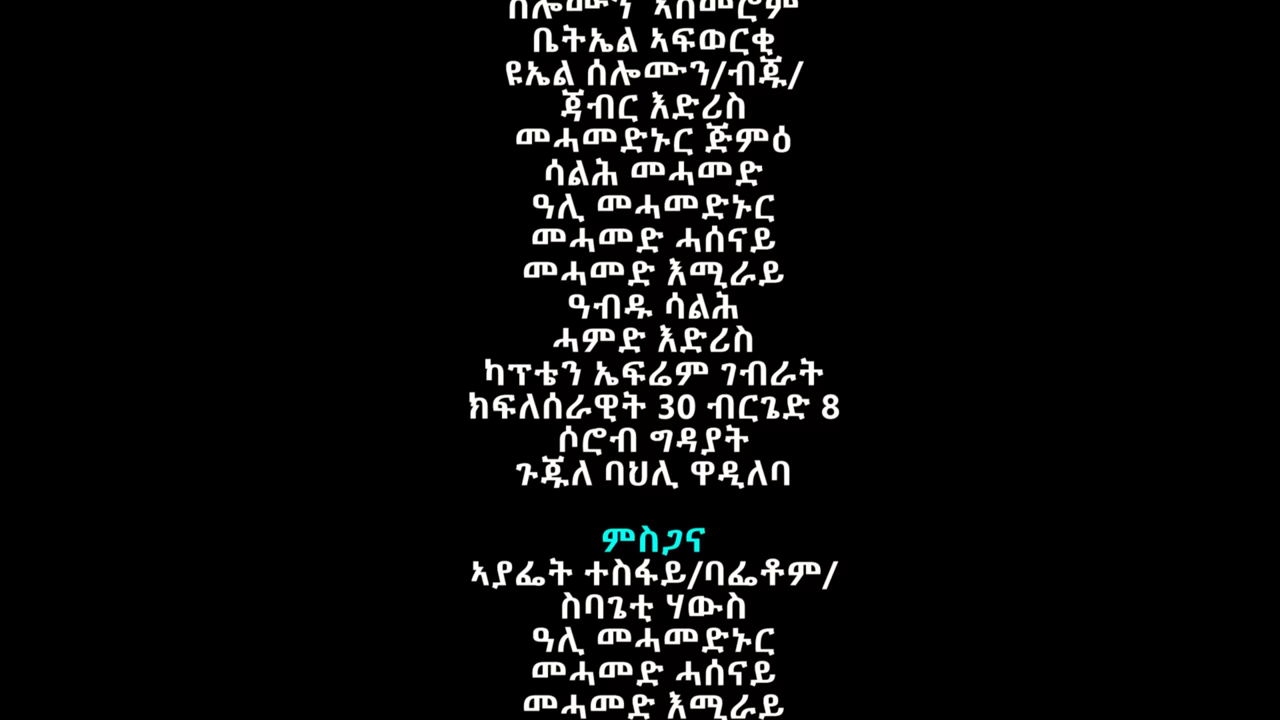 ሰሎሙን ኣስመሮም
ቤትኤል ኣፍወርቂ
ዩኤል ሰሎሙን/ብጁ/
ጃብር እድሪስ
መሓመድኑር ጅምዕ
ሳልሕ መሓመድ
ዓሊ መሓመድኑር
መሓመድ ሓሰናይ
መሓመድ እሚራይ
ዓብዱ ሳልሕ
ሓምድ እድሪስ
ካፕቴን ኤፍሬም ገብራት
ክፍለሰራዊት 30 ብርጌድ 8
ሶሮብ ግዳያት
ጉጁለ ባህሊ ዋዲለባ
ምስጋና
ኣያፌት ተስፋይ/ባፌቶም/
ስባጌቲ ሃውስ
ዓሊ መሓመድኑር
መሓመድ ሓሰናይ
መሓመድ እሚራይ